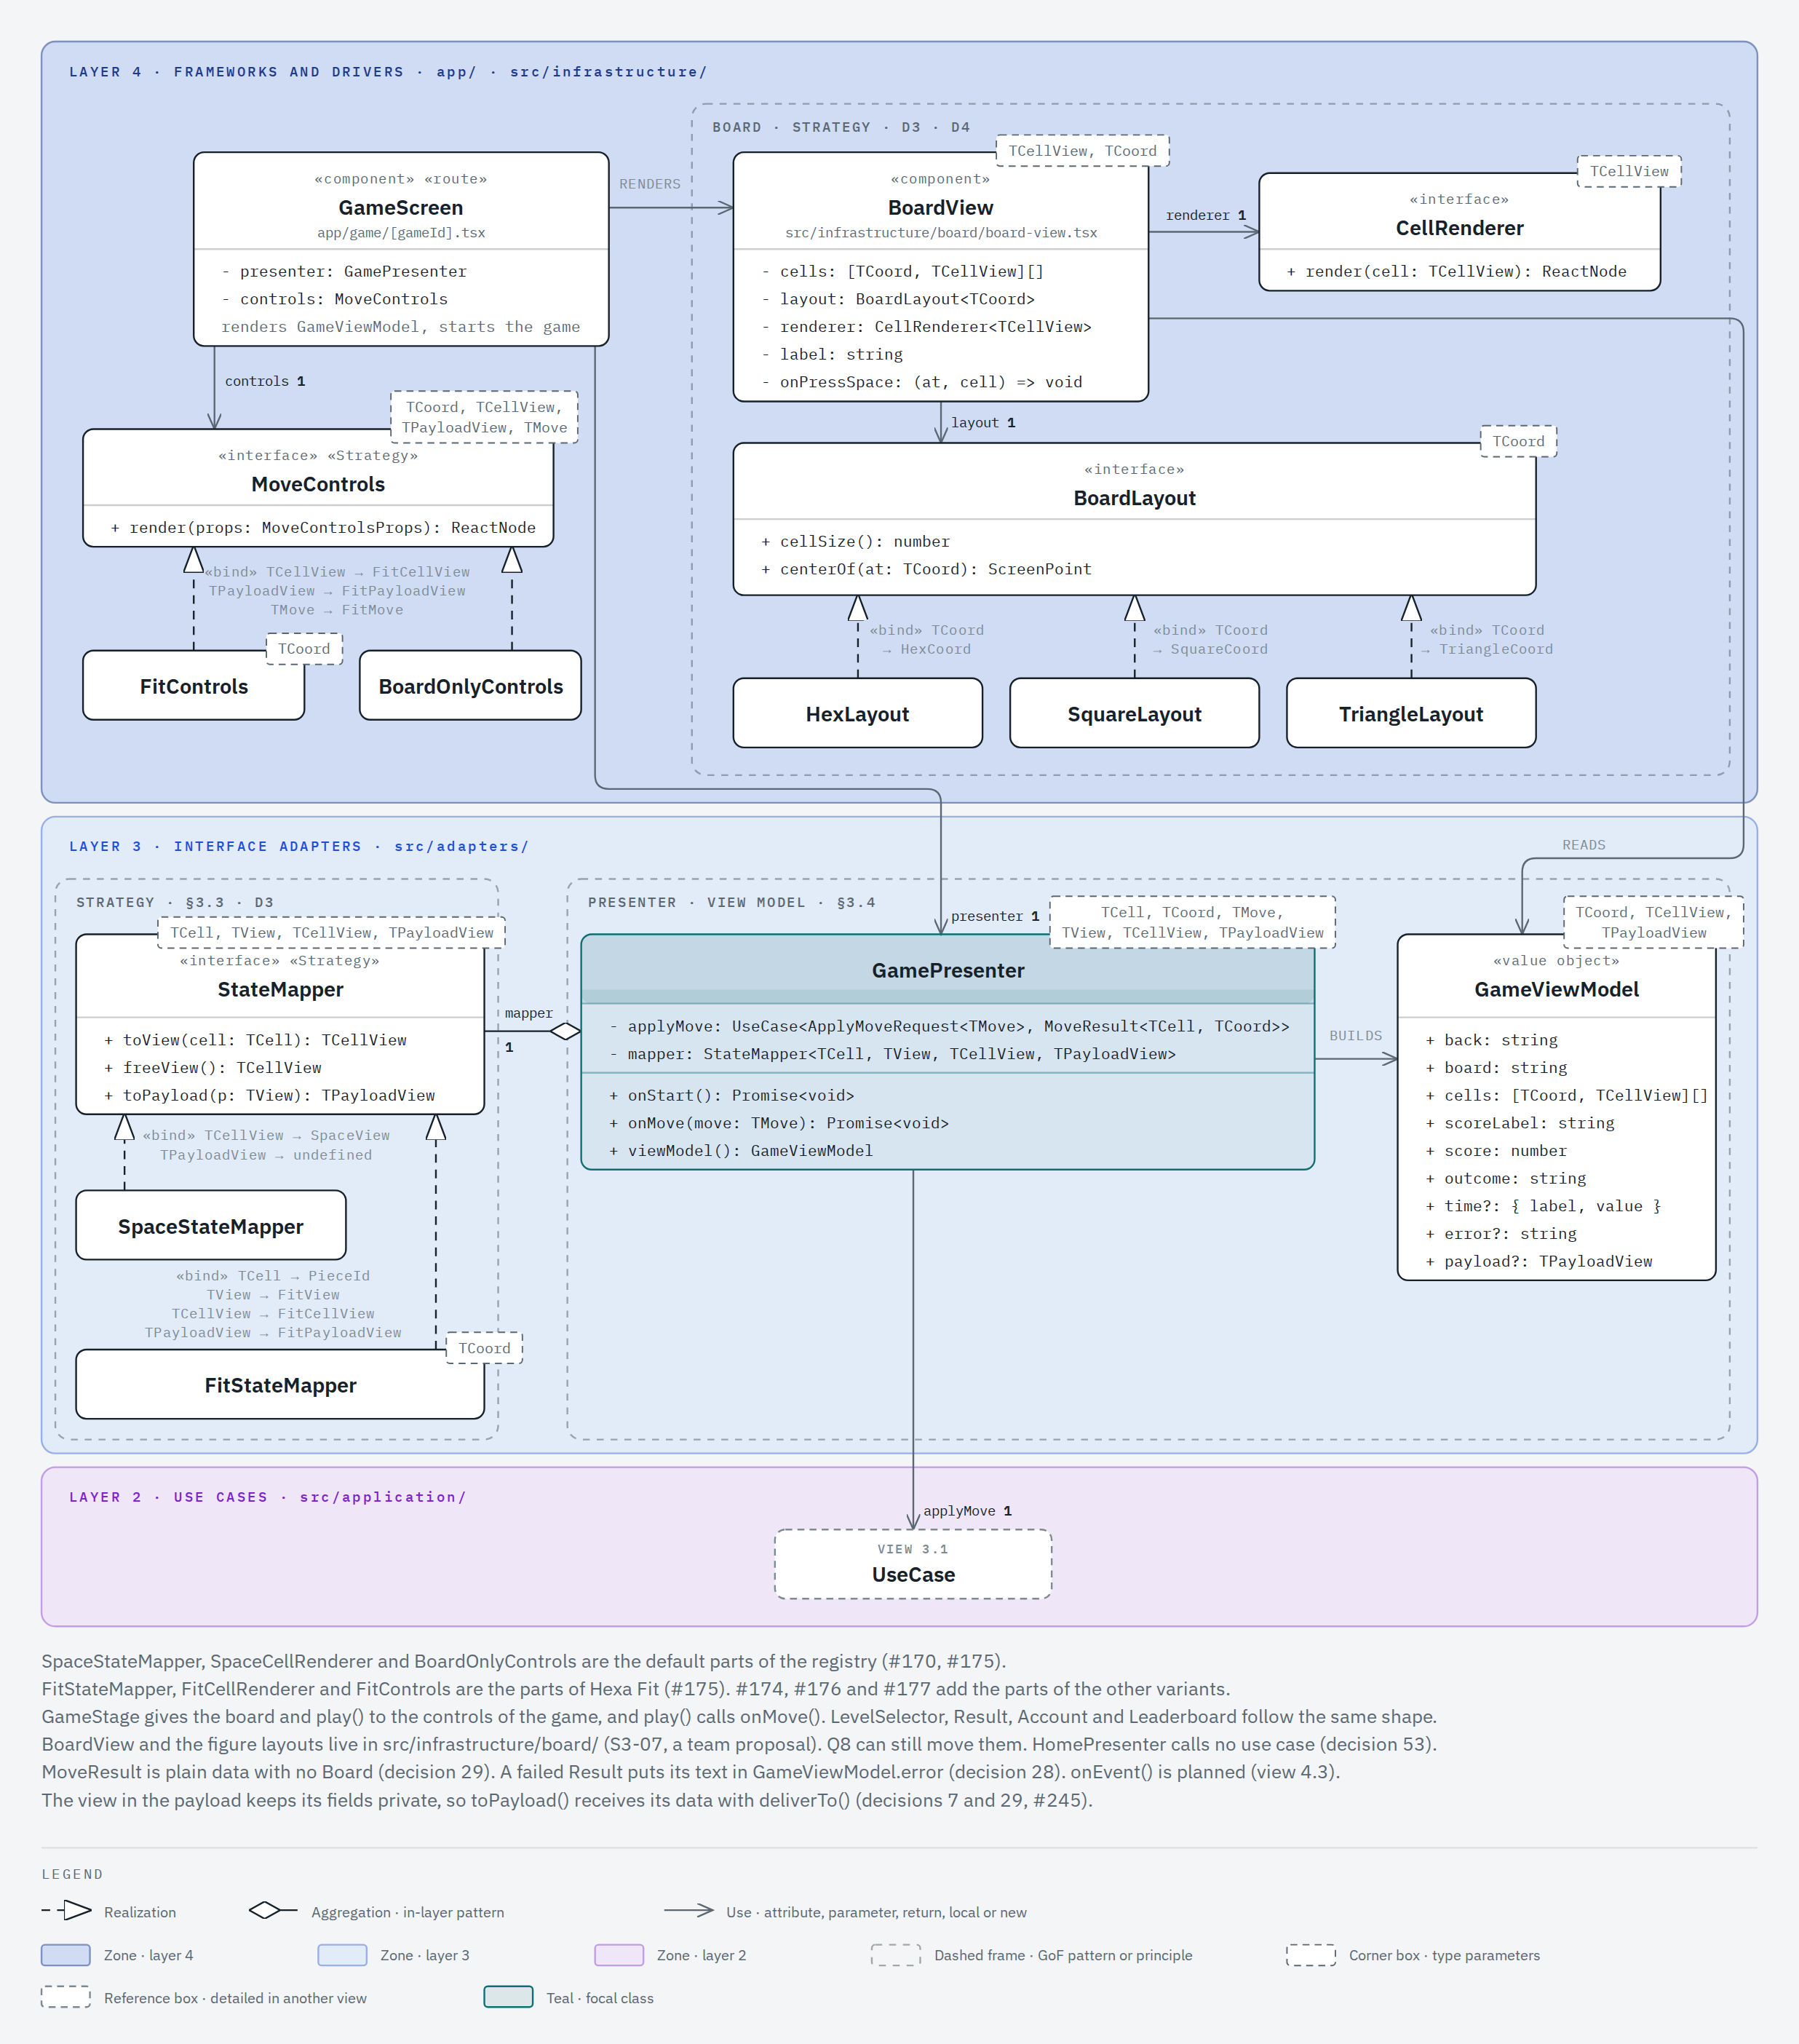 LAYER 4 · FRAMEWORKS AND DRIVERS · app/ · src/infrastructure/
BOARD · STRATEGY · D3 · D4
«component» «route»
GameScreen
app/game/[gameId].tsx
- presenter: GamePresenter
- controls: MoveControls
renders GameViewModel, starts the game
RENDERS
TCellView, TCoord
«component»
BoardView
src/infrastructure/board/board-view.tsx
- cells: [TCoord, TCellView][]
- layout: BoardLayout<TCoord>
- renderer: CellRenderer<TCellView>
- label: string
- onPressSpace: (at, cell) => void
renderer 1
TCellView
«interface»
CellRenderer
+ render(cell: TCellView): ReactNode
controls 1
TCoord, TCellView,
TPayloadView, TMove
«interface» «Strategy»
MoveControls
+ render(props: MoveControlsProps): ReactNode
«bind» TCellView → FitCellView
TPayloadView → FitPayloadView
TMove → FitMove
TCoord
FitControls
BoardOnlyControls
layout 1
TCoord
«interface»
BoardLayout
+ cellSize(): number
+ centerOf(at: TCoord): ScreenPoint
«bind» TCoord
→ HexCoord
«bind» TCoord
→ SquareCoord
«bind» TCoord
→ TriangleCoord
HexLayout
SquareLayout
TriangleLayout
LAYER 3 · INTERFACE ADAPTERS · src/adapters/
READS
STRATEGY · §3.3 · D3
TCell, TView, TCellView, TPayloadView
«interface» «Strategy»
StateMapper
+ toView(cell: TCell): TCellView
+ freeView(): TCellView
+ toPayload(p: TView): TPayloadView
«bind» TCellView → SpaceView
TPayloadView → undefined
SpaceStateMapper
«bind» TCell → PieceId
TView → FitView
TCellView → FitCellView
TPayloadView → FitPayloadView
TCoord
FitStateMapper
mapper
1
PRESENTER · VIEW MODEL · §3.4
presenter 1
TCell, TCoord, TMove,
TView, TCellView, TPayloadView
GamePresenter
- applyMove: UseCase<ApplyMoveRequest<TMove>, MoveResult<TCell, TCoord>>
- mapper: StateMapper<TCell, TView, TCellView, TPayloadView>
+ onStart(): Promise<void>
+ onMove(move: TMove): Promise<void>
+ viewModel(): GameViewModel
BUILDS
TCoord, TCellView,
TPayloadView
«value object»
GameViewModel
+ back: string
+ board: string
+ cells: [TCoord, TCellView][]
+ scoreLabel: string
+ score: number
+ outcome: string
+ time?: { label, value }
+ error?: string
+ payload?: TPayloadView
LAYER 2 · USE CASES · src/application/
applyMove 1
VIEW 3.1
UseCase
SpaceStateMapper, SpaceCellRenderer and BoardOnlyControls are the default parts of the registry (#170, #175).
FitStateMapper, FitCellRenderer and FitControls are the parts of Hexa Fit (#175). #174, #176 and #177 add the parts of the other variants.
GameStage gives the board and play() to the controls of the game, and play() calls onMove(). LevelSelector, Result, Account and Leaderboard follow the same shape.
BoardView and the figure layouts live in src/infrastructure/board/ (S3-07, a team proposal). Q8 can still move them. HomePresenter calls no use case (decision 53).
MoveResult is plain data with no Board (decision 29). A failed Result puts its text in GameViewModel.error (decision 28). onEvent() is planned (view 4.3).
The view in the payload keeps its fields private, so toPayload() receives its data with deliverTo() (decisions 7 and 29, #245).
LEGEND
Realization
Aggregation · in-layer pattern
Use · attribute, parameter, return, local or new
Zone · layer 4
Zone · layer 3
Zone · layer 2
Dashed frame · GoF pattern or principle
Corner box · type parameters
Reference box · detailed in another view
Teal · focal class